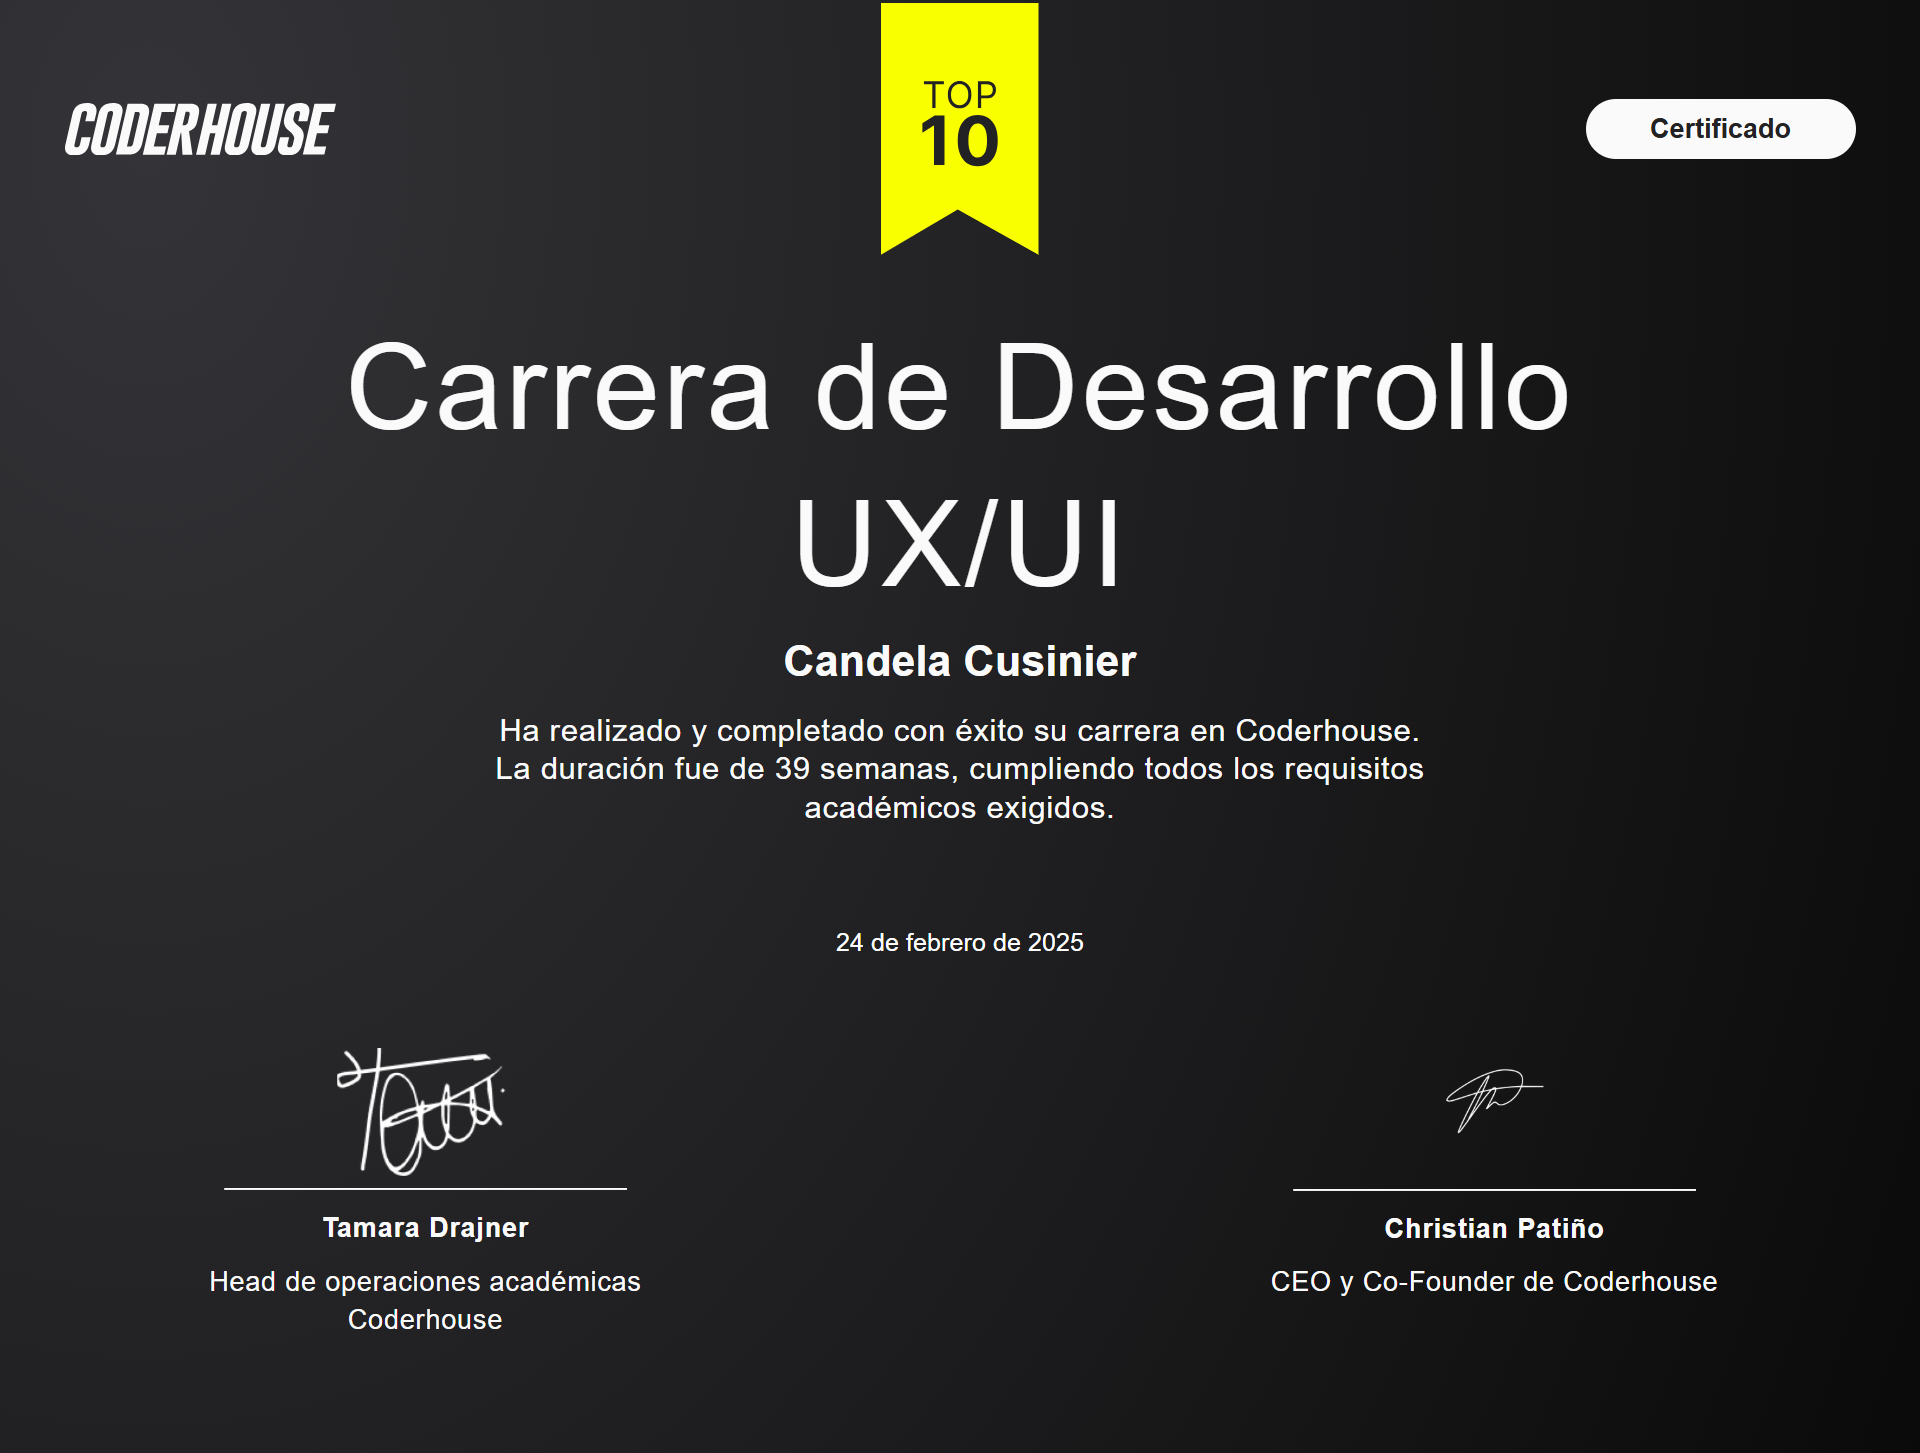 CODERHOUSE
TOP
10
Certificado
Carrera de Desarrollo
UX/UI
Candela Cusinier
Ha realizado y completado con éxito su carrera en Coderhouse.
La duración fue de 39 semanas, cumpliendo todos los requisitos
académicos exigidos.
24 de febrero de 2025
Tamara Drajner
Head de operaciones académicas
Coderhouse
Christian Patiño
CEO y Co-Founder de Coderhouse